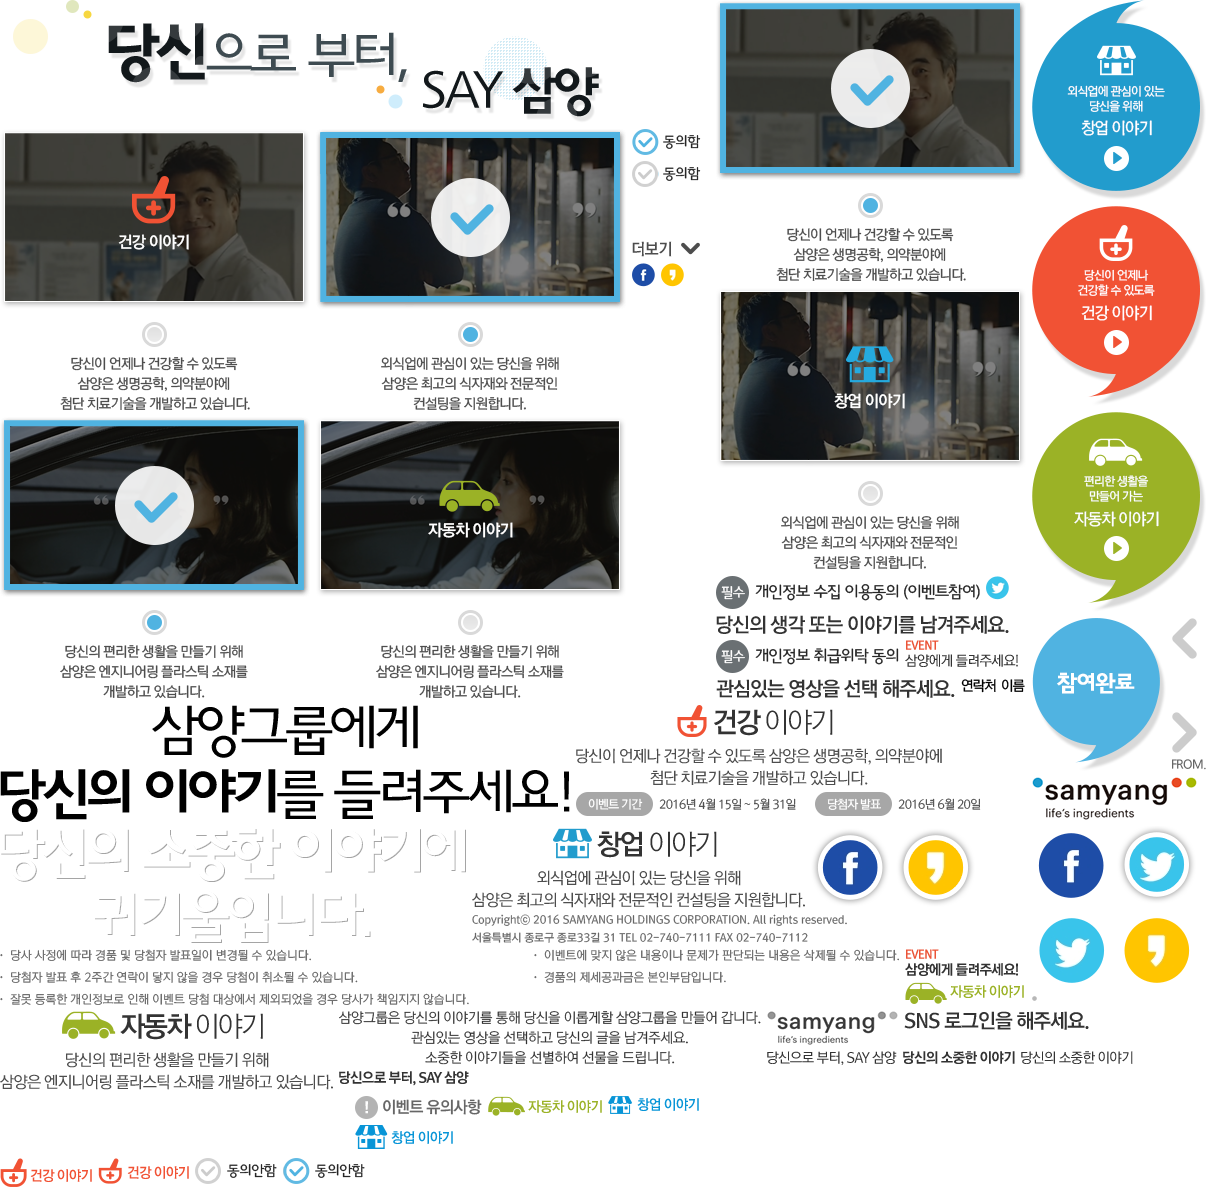 당신으로 부터,
SAY 삼양
건강 이야기
동의함
동의함
더보기
당신이 언제나 건강할 수 있도록
삼양은 생명공학, 의약분야에
첨단 치료기술을 개발하고 있습니다.
외식업에 관심이 있는 당신을 위해
삼양은 최고의 식자재와 전문적인
컨설팅을 지원합니다.
당신이 언제나 건강할 수 있도록
삼양은 생명공학, 의약분야에
첨단 치료기술을 개발하고 있습니다.
창업 이야기
외식업에 관심이 있는
당신을 위해
창업 이야기
당신이 언제나
건강할 수 있도록
건강 이야기
편리한 생활을
만들어 가는
자동차 이야기
자동차 이야기
외식업에 관심이 있는 당신을 위해
삼양은 최고의 식자재와 전문적인
컨설팅을 지원합니다.
당신의 편리한 생활을 만들기 위해
삼양은 엔지니어링 플라스틱 소재를
개발하고 있습니다.
당신의 편리한 생활을 만들기 위해
삼양은 엔지니어링 플라스틱 소재를
개발하고 있습니다.
필수 개인정보 수집 이용동의 (이벤트참여)
당신의 생각 또는 이야기를 남겨주세요.
필수 개인정보 취급위탁 동의
EVENT
삼양에게 들려주세요!
관심있는 영상을 선택 해주세요. 연락처 이름
참여완료
FROM.
samyang
life's ingredients
삼양그룹에게
당신의 이야기를 들려주세요!
당신의 소중한 이야기에
귀기울입니다.
건강 이야기
당신이 언제나 건강할 수 있도록 삼양은 생명공학, 의약분야에
첨단 치료기술을 개발하고 있습니다.
이벤트 기간 2016년 4월 15일 ~ 5월 31일 당첨자 발표 2016년 6월 20일
창업 이야기
외식업에 관심이 있는 당신을 위해
삼양은 최고의 식자재와 전문적인 컨설팅을 지원합니다.
Copyright© 2016 SAMYANG HOLDINGS CORPORATION. All rights reserved.
서울특별시 종로구 종로33길 31 TEL 02-740-7111 FAX 02-740-7112
· 당사 사정에 따라 경품 및 당첨자 발표일이 변경될 수 있습니다.
· 당첨자 발표 후 2주간 연락이 닿지 않을 경우 당첨이 취소될 수 있습니다.
· 잘못 등록한 개인정보로 인해 이벤트 당첨 대상에서 제외되었을 경우 당사가 책임지지 않습니다.
· 이벤트에 맞지 않은 내용이나 문제가 판단되는 내용은 삭제될 수 있습니다.
· 경품의 제세공과금은 본인부담입니다.
EVENT
삼양에게 들려주세요!
자동차 이야기
자동차 이야기
당신의 편리한 생활을 만들기 위해
삼양은 엔지니어링 플라스틱 소재를 개발하고 있습니다.
삼양그룹은 당신의 이야기를 통해 당신을 이롭게할 삼양그룹을 만들어 갑니다.
관심있는 영상을 선택하고 당신의 글을 남겨주세요.
소중한 이야기들을 선별하여 선물을 드립니다.
samyang
life's ingredients
SNS 로그인을 해주세요.
당신으로 부터, SAY 삼양 당신의 소중한 이야기 당신의 소중한 이야기
당신으로 부터, SAY 삼양
이벤트 유의사항 자동차 이야기 창업 이야기
창업 이야기
건강 이야기 건강 이야기 동의안함 동의안함